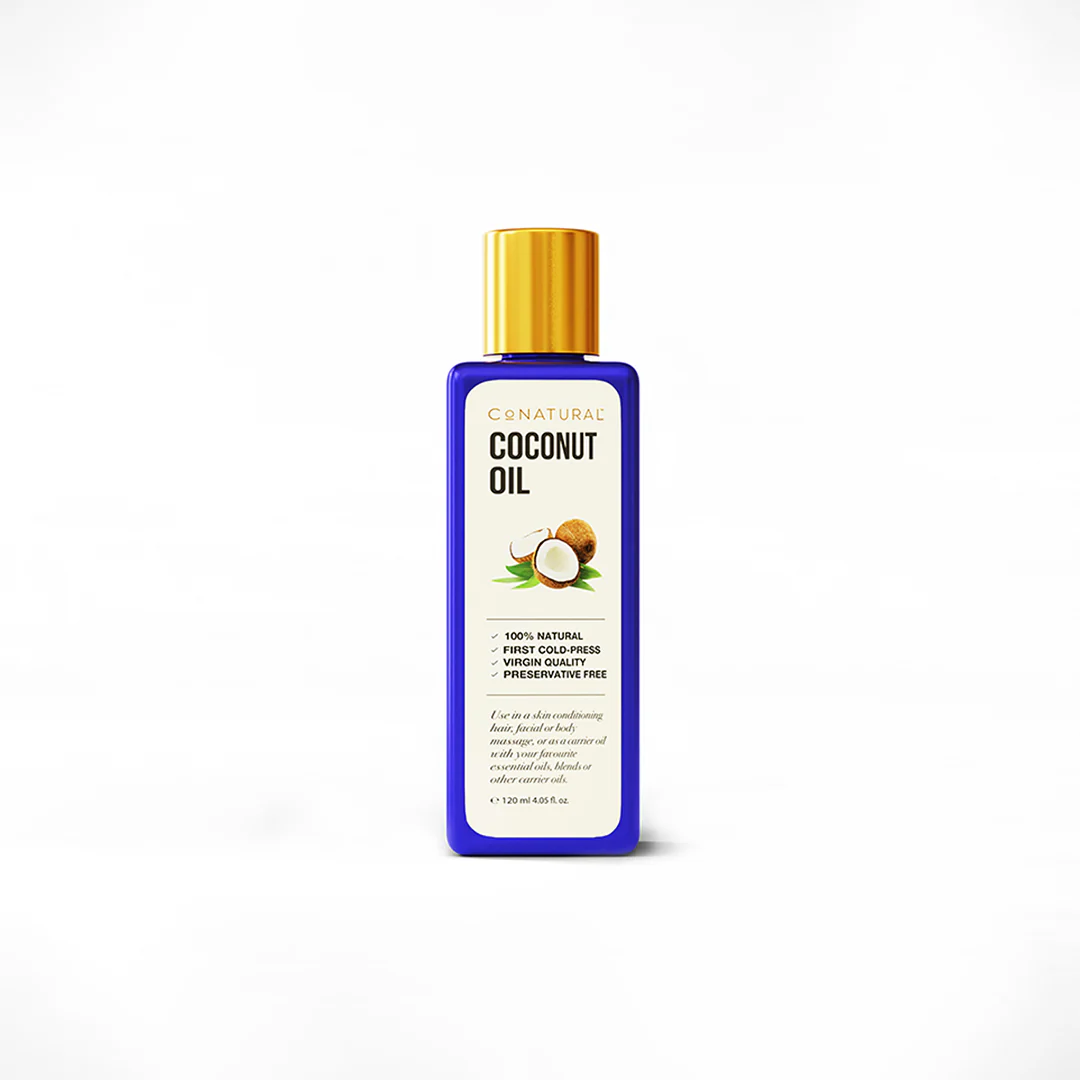 CoNATURAL™
COCONUT
OIL
✓ 100% NATURAL
✓ FIRST COLD-PRESS
✓ VIRGIN QUALITY
✓ PRESERVATIVE FREE
Use in a skin conditioning
hair, facial or body
massage, or as a carrier oil
with your favourite
essential oils, blends or
other carrier oils.
℮ 120 ml 4.05 fl. oz.